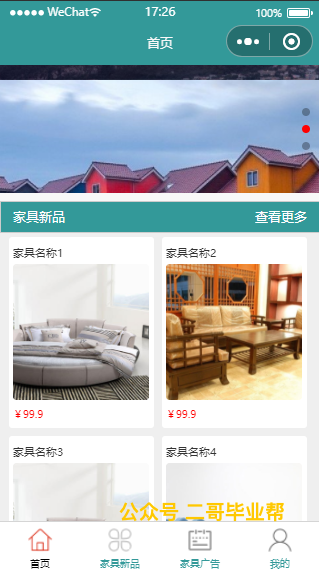 WeChat 17:26 100%
首页
家具新品 查看更多
家具名称1 家具名称2
￥99.9 ￥99.9
家具名称3 家具名称4
公众号 二哥毕业帮
首页 家具新品 家具广告 我的